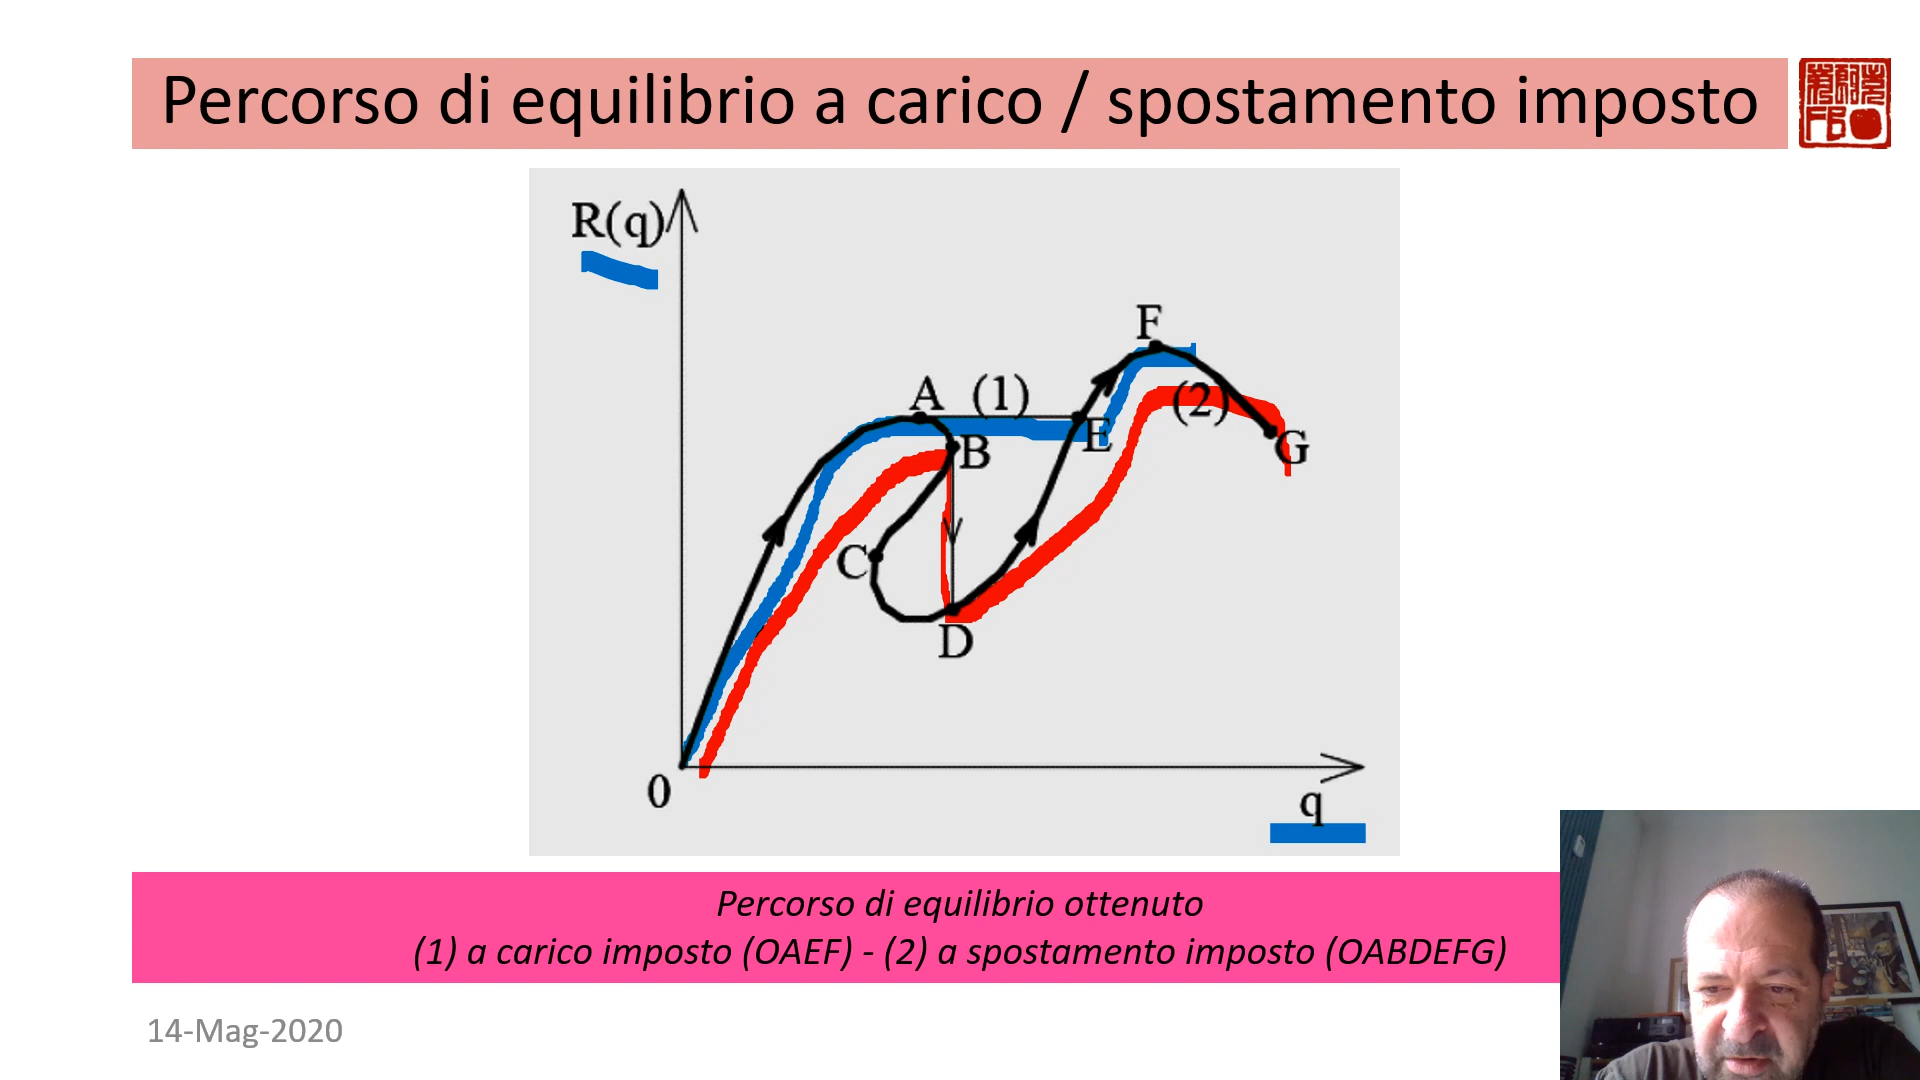 Percorso di equilibrio a carico / spostamento imposto
FB
R(q)
F
A (1)
(2)
E
B
G
C
D
0
q
Percorso di equilibrio ottenuto
(1) a carico imposto (OAEF) - (2) a spostamento imposto (OABDEFG)
14-Mag-2020